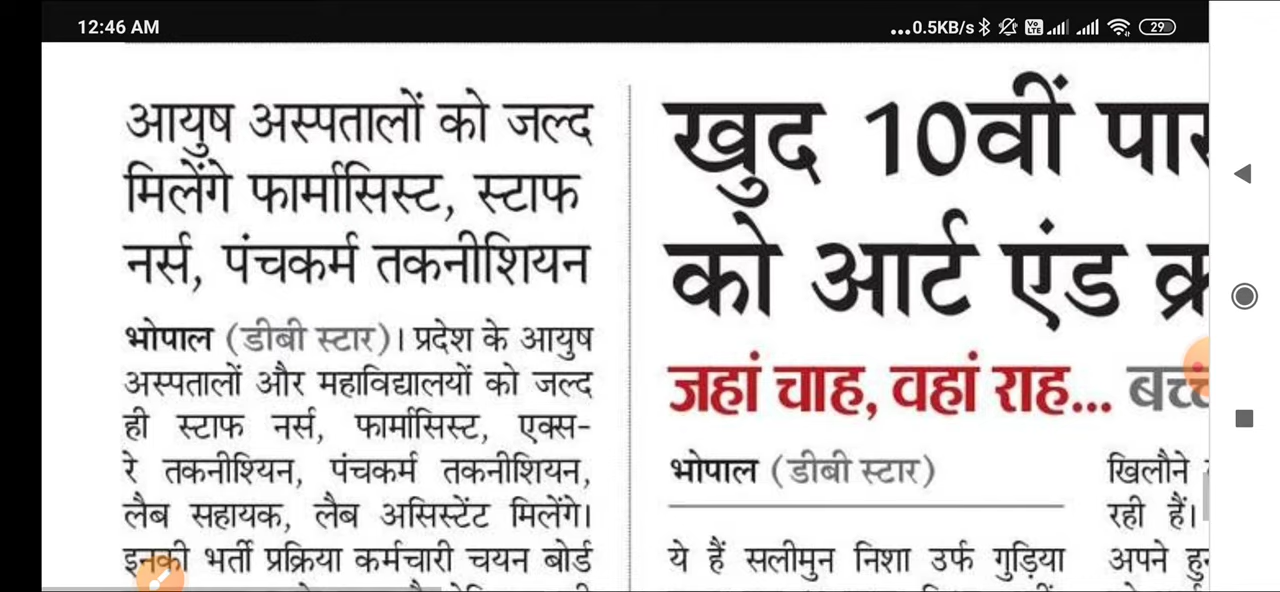 12:46 AM
...0.5KB/s
Vo LTE
29
आयुष अस्पतालों को जल्द
मिलेंगे फार्मासिस्ट, स्टाफ
नर्स, पंचकर्म तकनीशियन
भोपाल (डीबी स्टार)। प्रदेश के आयुष
अस्पतालों और महाविद्यालयों को जल्द
ही स्टाफ नर्स, फार्मासिस्ट, एक्स-
रे तकनीश्यिन, पंचकर्म तकनीशियन,
लैब सहायक, लैब असिस्टेंट मिलेंगे।
इनकी भर्ती प्रक्रिया कर्मचारी चयन बोर्ड
खुद 10वीं
को आर्ट एंड
जहां चाह, वहां राह...
भोपाल (डीबी स्टार)
ये हैं सलीमुन निशा उर्फ गुड़िया
खिलौने
रही हैं।
अपने